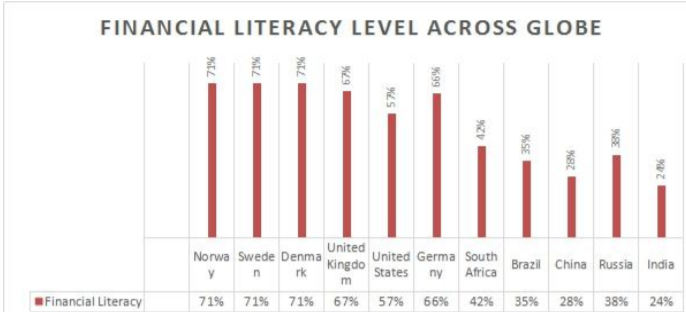 FINANCIAL LITERACY LEVEL ACROSS GLOBE
71% 71% 71% 67% 57% 66% 42% 35% 28% 38% 24%
Norwa
y
Swede
n
Denma
rk
United
Kingdo
m
United
States
Germa
ny
South
Africa
Brazil
China
Russia
India
Financial Literacy 71% 71% 71% 67% 57% 66% 42% 35% 28% 38% 24%